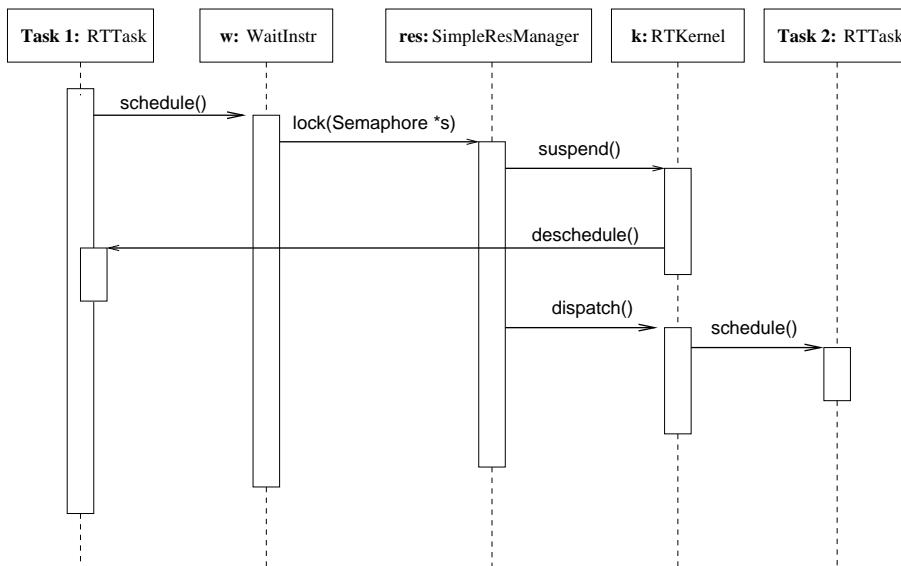 Task 1: RTTask
w: WaitInstr
res: SimpleResManager
k: RTKernel
Task 2: RTTask
schedule()
lock(Semaphore *s)
suspend()
deschedule()
dispatch()
schedule()